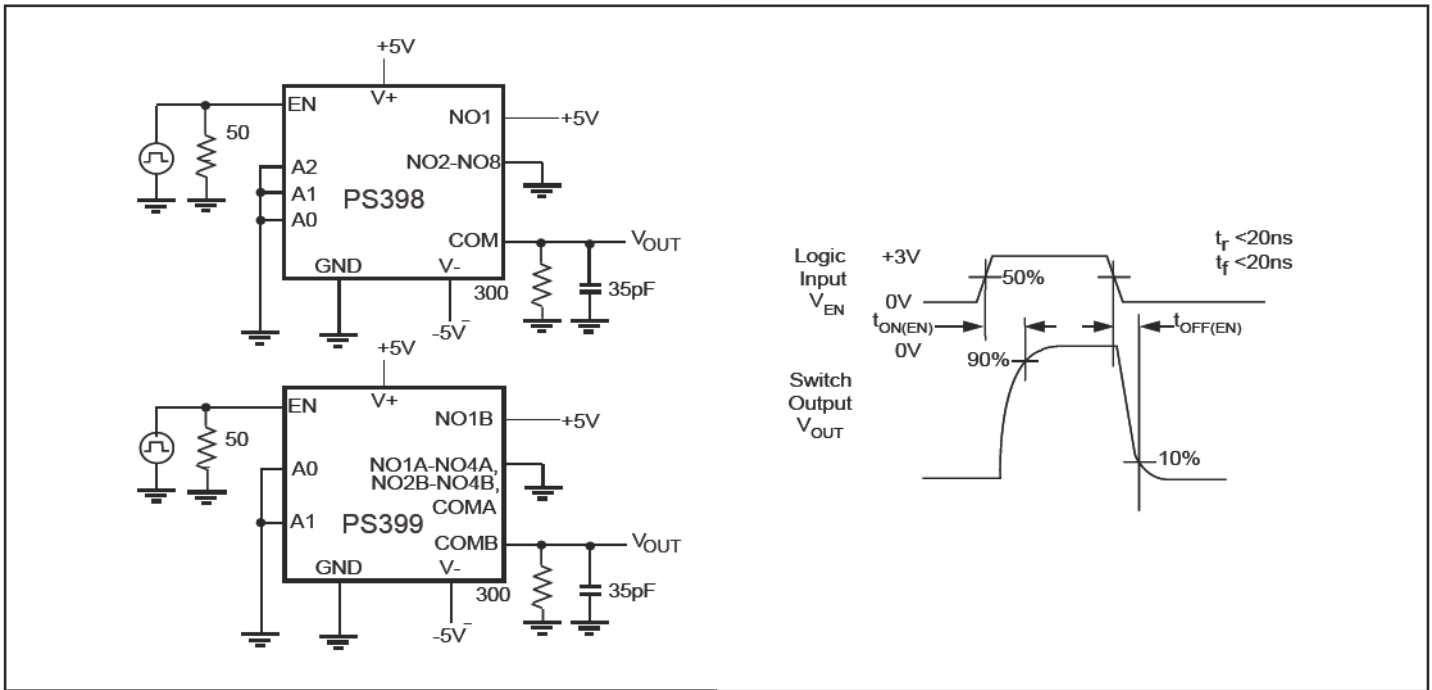 +5V
EN
V+
50
NO1
+5V
A2
NO2-NO8
A1
PS398
A0
COM
VOUT
GND
V-
300
35pF
-5V
+5V
EN
V+
50
NO1B
+5V
A0
NO1A-NO4A,
NO2B-NO4B,
COMA
A1
PS399
COMB
VOUT
GND
V-
300
35pF
-5V
Logic
Input
VEN
+3V
50%
0V
tr <20ns
tf <20ns
tON(EN)
tOFF(EN)
0V
90%
Switch
Output
VOUT
10%